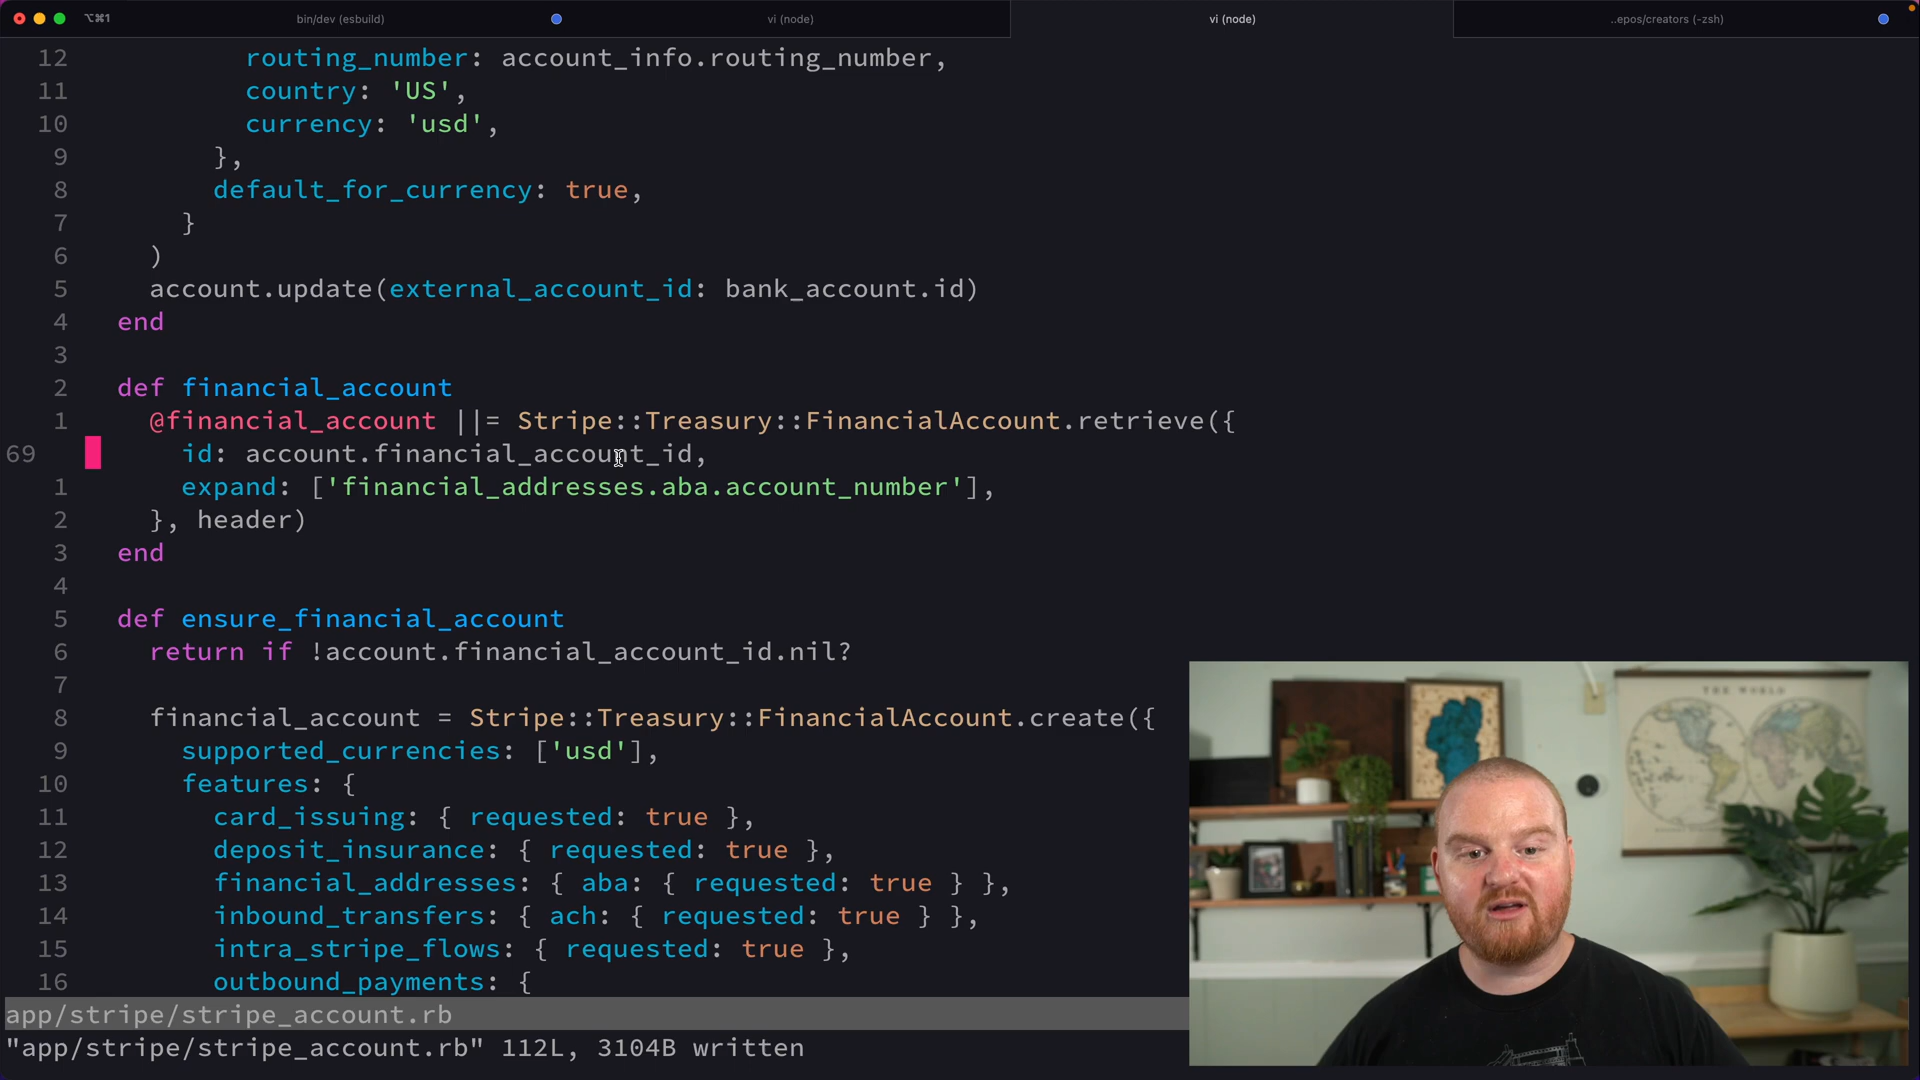 ⌥⌘1 bin/dev (esbuild) vi (node) vi (node) ..epos/creators (-zsh)
12 routing_number: account_info.routing_number,
11 country: 'US',
10 currency: 'usd',
9 },
8 default_for_currency: true,
7 }
6 )
5 account.update(external_account_id: bank_account.id)
4 end
3
2 def financial_account
1 @financial_account ||= Stripe::Treasury::FinancialAccount.retrieve({
69 id: account.financial_account_id,
1 expand: ['financial_addresses.aba.account_number'],
2 }, header)
3 end
4
5 def ensure_financial_account
6 return if !account.financial_account_id.nil?
7
8 financial_account = Stripe::Treasury::FinancialAccount.create({
9 supported_currencies: ['usd'],
10 features: {
11 card_issuing: { requested: true },
12 deposit_insurance: { requested: true },
13 financial_addresses: { aba: { requested: true } },
14 inbound_transfers: { ach: { requested: true } },
15 intra_stripe_flows: { requested: true },
16 outbound_payments: {
app/stripe/stripe_account.rb
"app/stripe/stripe_account.rb" 112L, 3104B written
THE WORLD